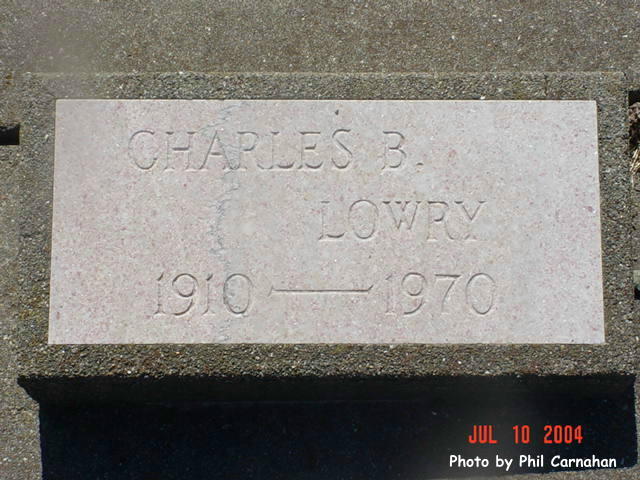 CHARLES B.
LOWRY
1910 — 1970
JUL 10 2004
Photo by Phil Carnahan